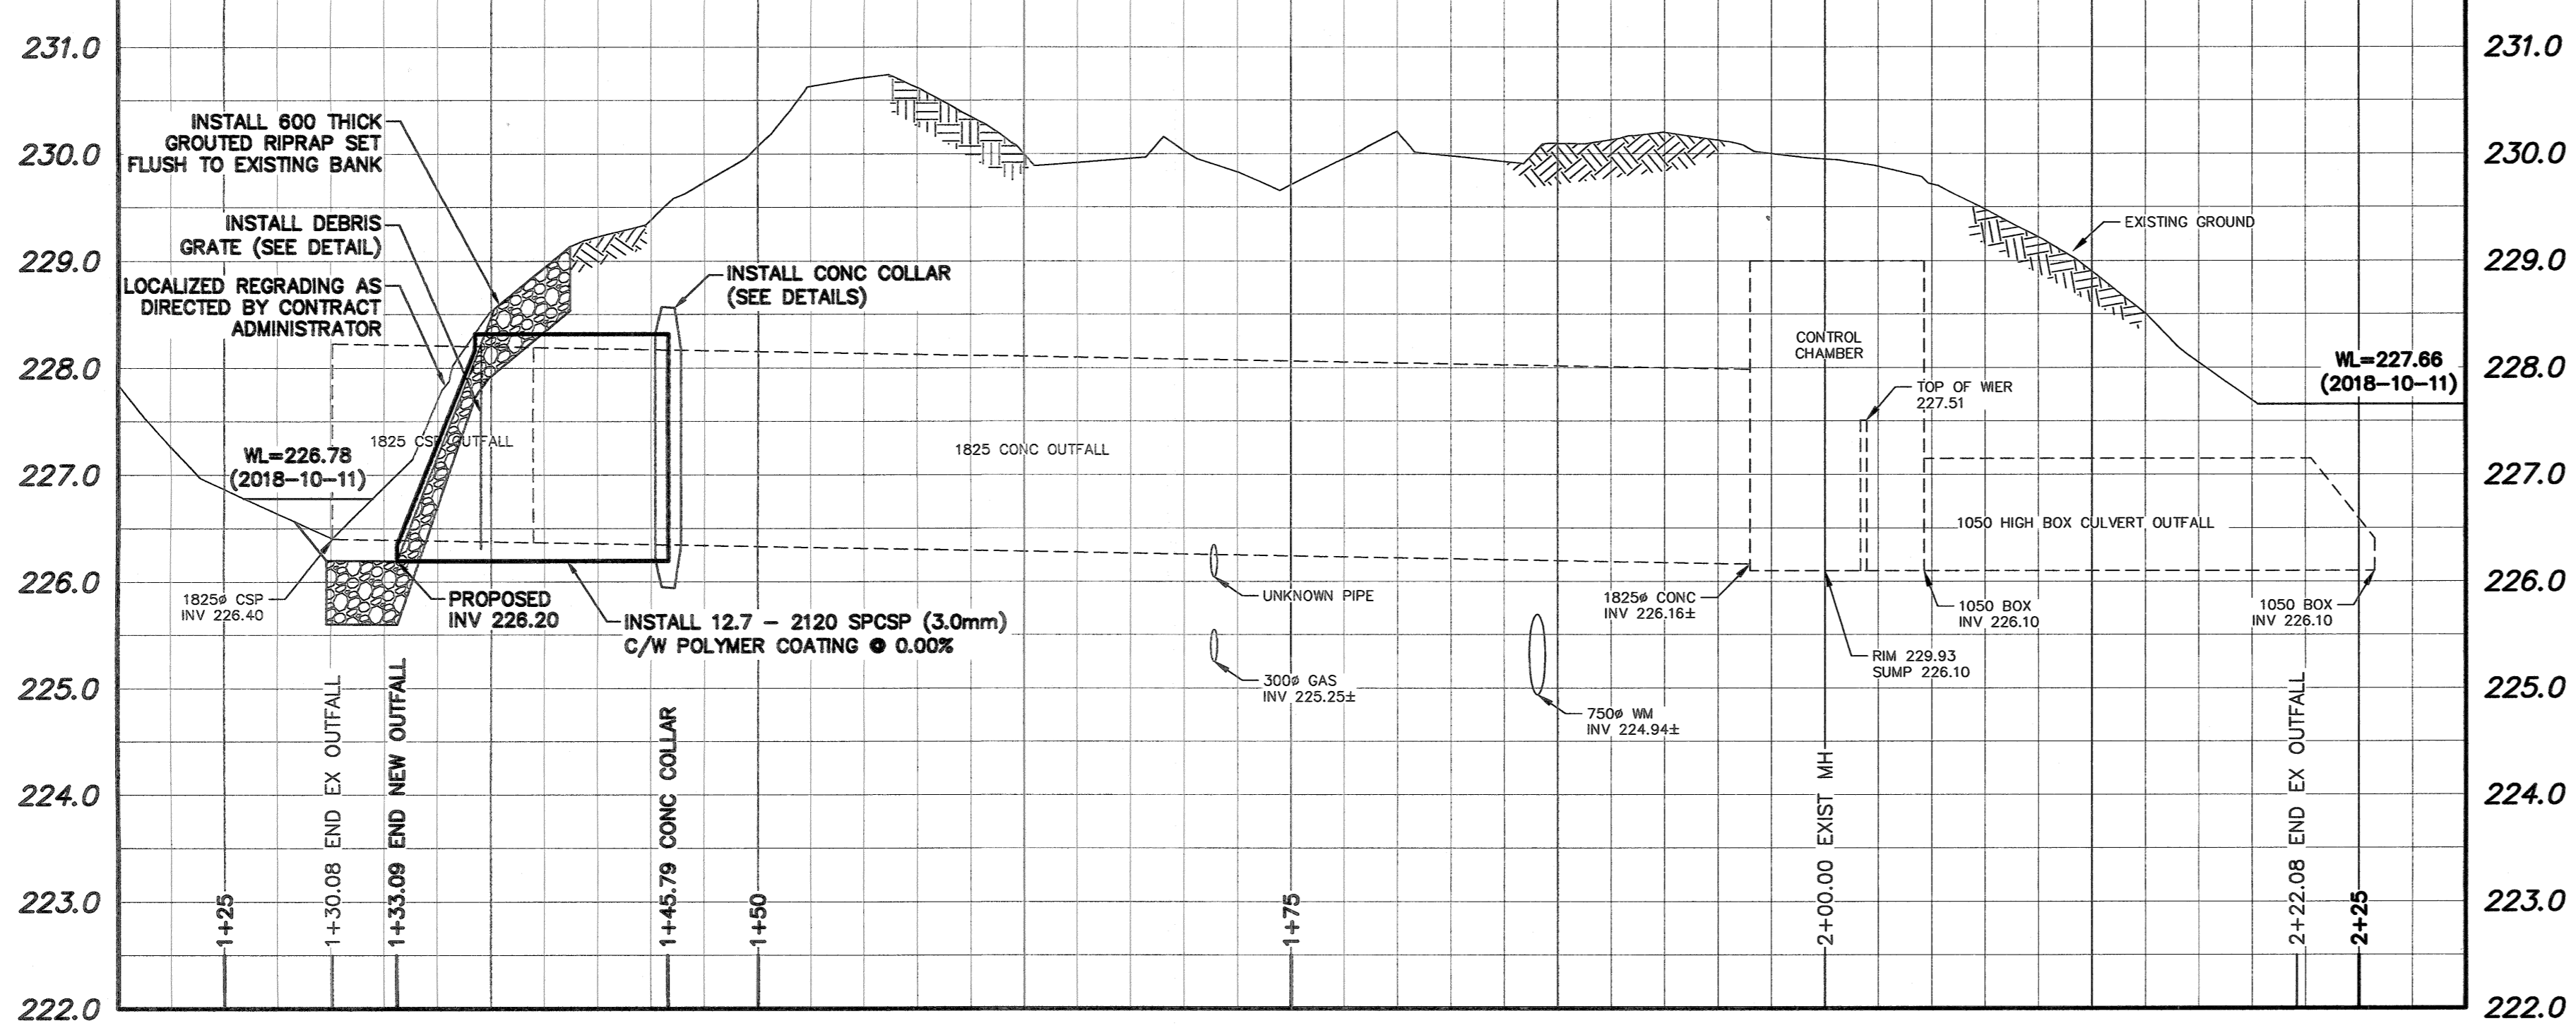 231.0
231.0
INSTALL 600 THICK
GROUTED RIPRAP SET
FLUSH TO EXISTING BANK
230.0
230.0
INSTALL DEBRIS
GRATE (SEE DETAIL)
EXISTING GROUND
229.0
229.0
LOCALIZED REGRADING AS
DIRECTED BY CONTRACT
ADMINISTRATOR
INSTALL CONC COLLAR
(SEE DETAILS)
CONTROL
CHAMBER
228.0
228.0
WL=227.66
(2018-10-11)
TOP OF WIER
227.51
1825 CSP OUTFALL
1825 CONC OUTFALL
WL=226.78
(2018-10-11)
227.0
227.0
1050 HIGH BOX CULVERT OUTFALL
226.0
226.0
1825ø CSP
INV 226.40
PROPOSED
INV 226.20
INSTALL 12.7 - 2120 SPCSP (3.0mm)
C/W POLYMER COATING @ 0.00%
UNKNOWN PIPE
1825ø CONC
INV 226.16±
1050 BOX
INV 226.10
1050 BOX
INV 226.10
RIM 229.93
SUMP 226.10
300ø GAS
INV 225.25±
750ø WM
INV 224.94±
225.0
225.0
224.0
224.0
223.0
223.0
222.0
222.0
1+25
1+30.08 END EX OUTFALL
1+33.09 END NEW OUTFALL
1+45.79 CONC COLLAR
1+50
1+75
2+00.00 EXIST MH
2+22.08 END EX OUTFALL
2+25